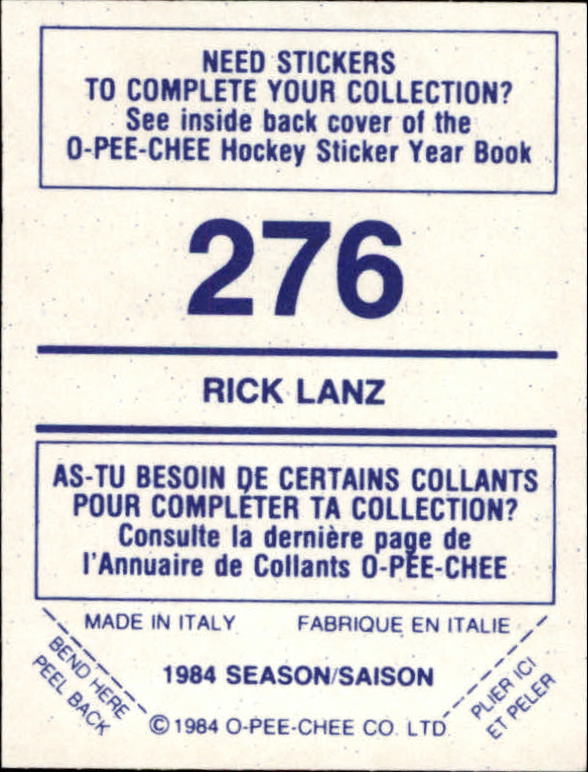 NEED STICKERS
TO COMPLETE YOUR COLLECTION?
See inside back cover of the
O-PEE-CHEE Hockey Sticker Year Book
276
RICK LANZ
AS-TU BESOIN DE CERTAINS COLLANTS
POUR COMPLÉTER TA COLLECTION?
Consulte la dernière page de
l'Annuaire de Collants O-PEE-CHEE
MADE IN ITALY FABRIQUE EN ITALIE
BEND HERE
PEEL BACK
1984 SEASON/SAISON
PLIER ICI
ET PELER
©1984 O-PEE-CHEE CO. LTD